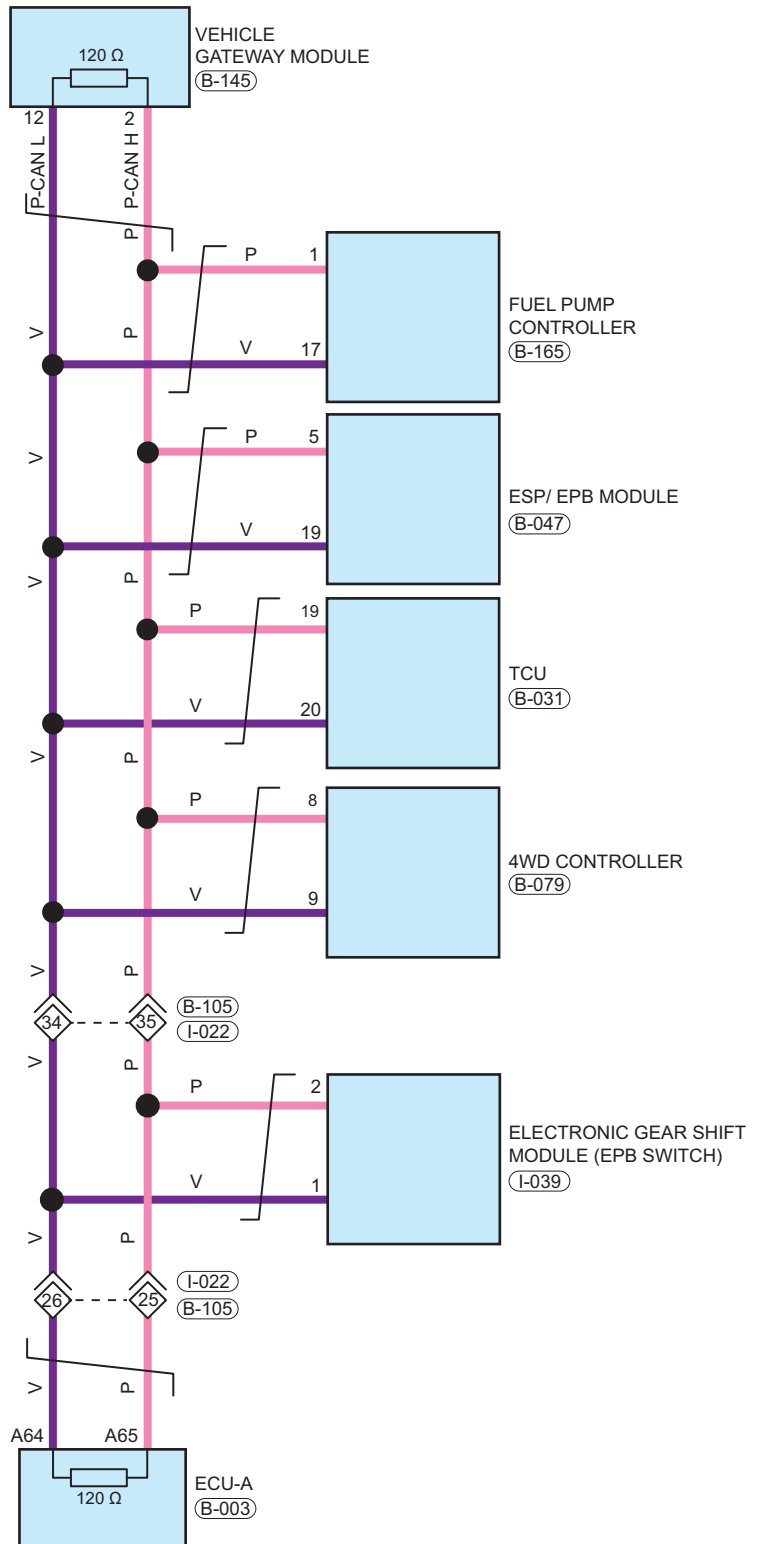 VEHICLE
GATEWAY MODULE
B-145
120 Ω
12
2
P-CAN L
P-CAN H
P
P
1
V
P
V
17
FUEL PUMP
CONTROLLER
B-165
V
P
5
V
19
ESP/ EPB MODULE
B-047
V
P
P
19
V
20
TCU
B-031
V
P
P
8
V
9
4WD CONTROLLER
B-079
V
P
34
35
B-105
I-022
V
P
P
2
V
1
ELECTRONIC GEAR SHIFT
MODULE (EPB SWITCH)
I-039
V
P
26
25
I-022
B-105
V
P
A64
A65
120 Ω
ECU-A
B-003